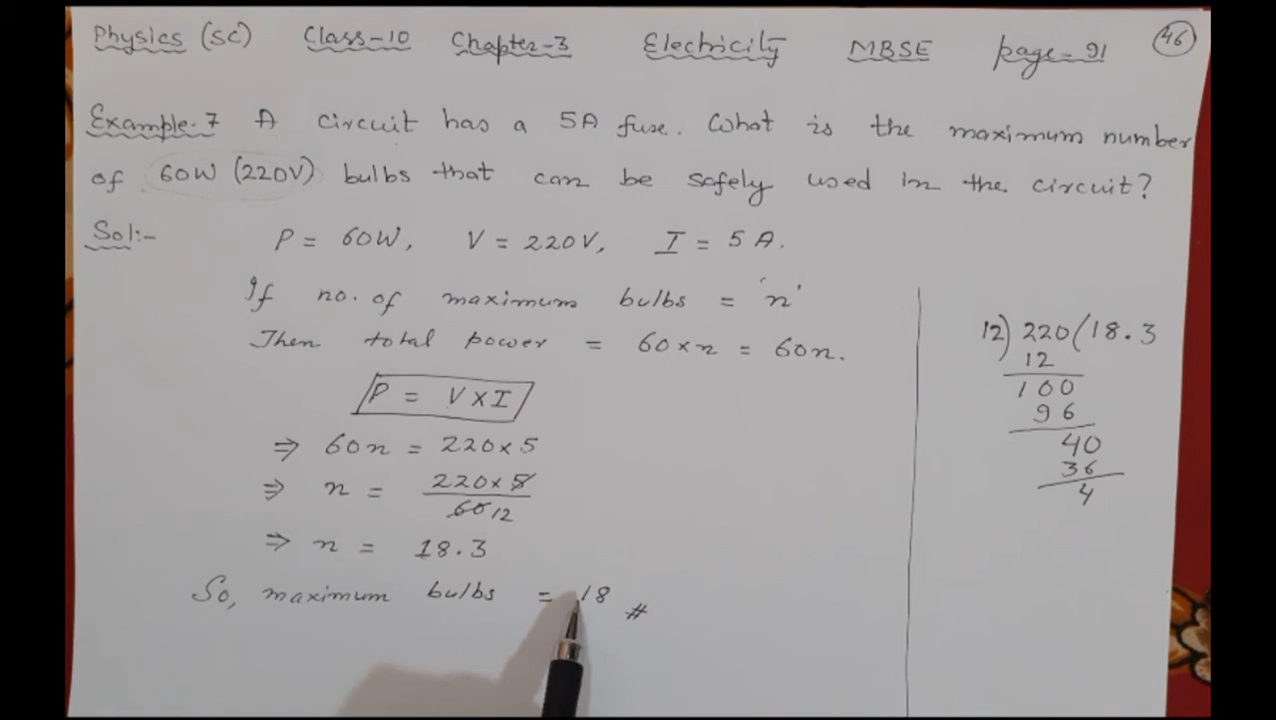 Physics (SC) Class-10 Chapter-3 Electricity MBSE page-91 46
Example-7 A circuit has a 5A fuse. What is the maximum number
of 60W (220V) bulbs that can be safely used in the circuit?
Sol:-
P = 60W, V = 220V, I = 5A.
If no. of maximum bulbs = 'n'
Then total power = 60×n = 60n.
P = V×I
⇒ 60n = 220×5
⇒ n = 220×5
60 12
⇒ n = 18.3
So, maximum bulbs = 18 #
12) 220 (18.3
12
100
96
40
36
4